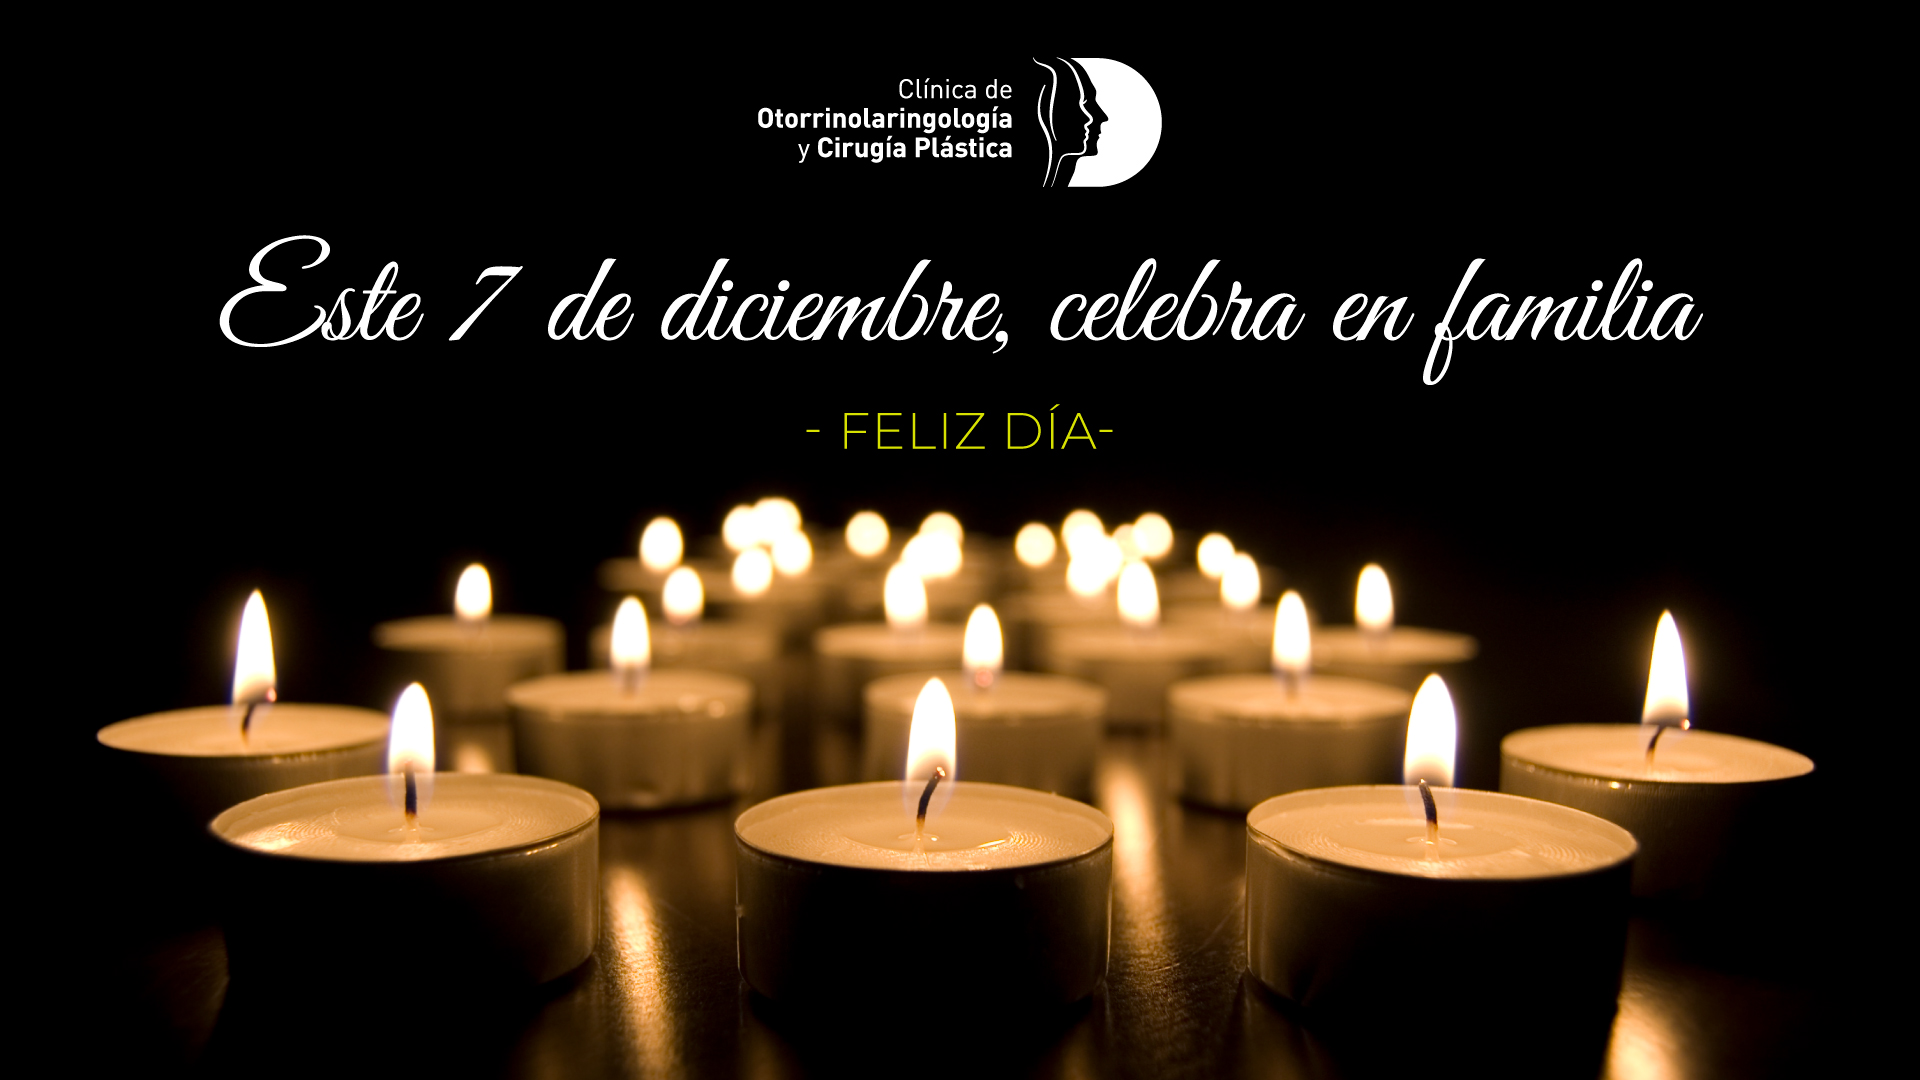 Clínica de
Otorrinolaringología
y Cirugía Plástica
Este 7 de diciembre, celebra en familia
- FELIZ DÍA-